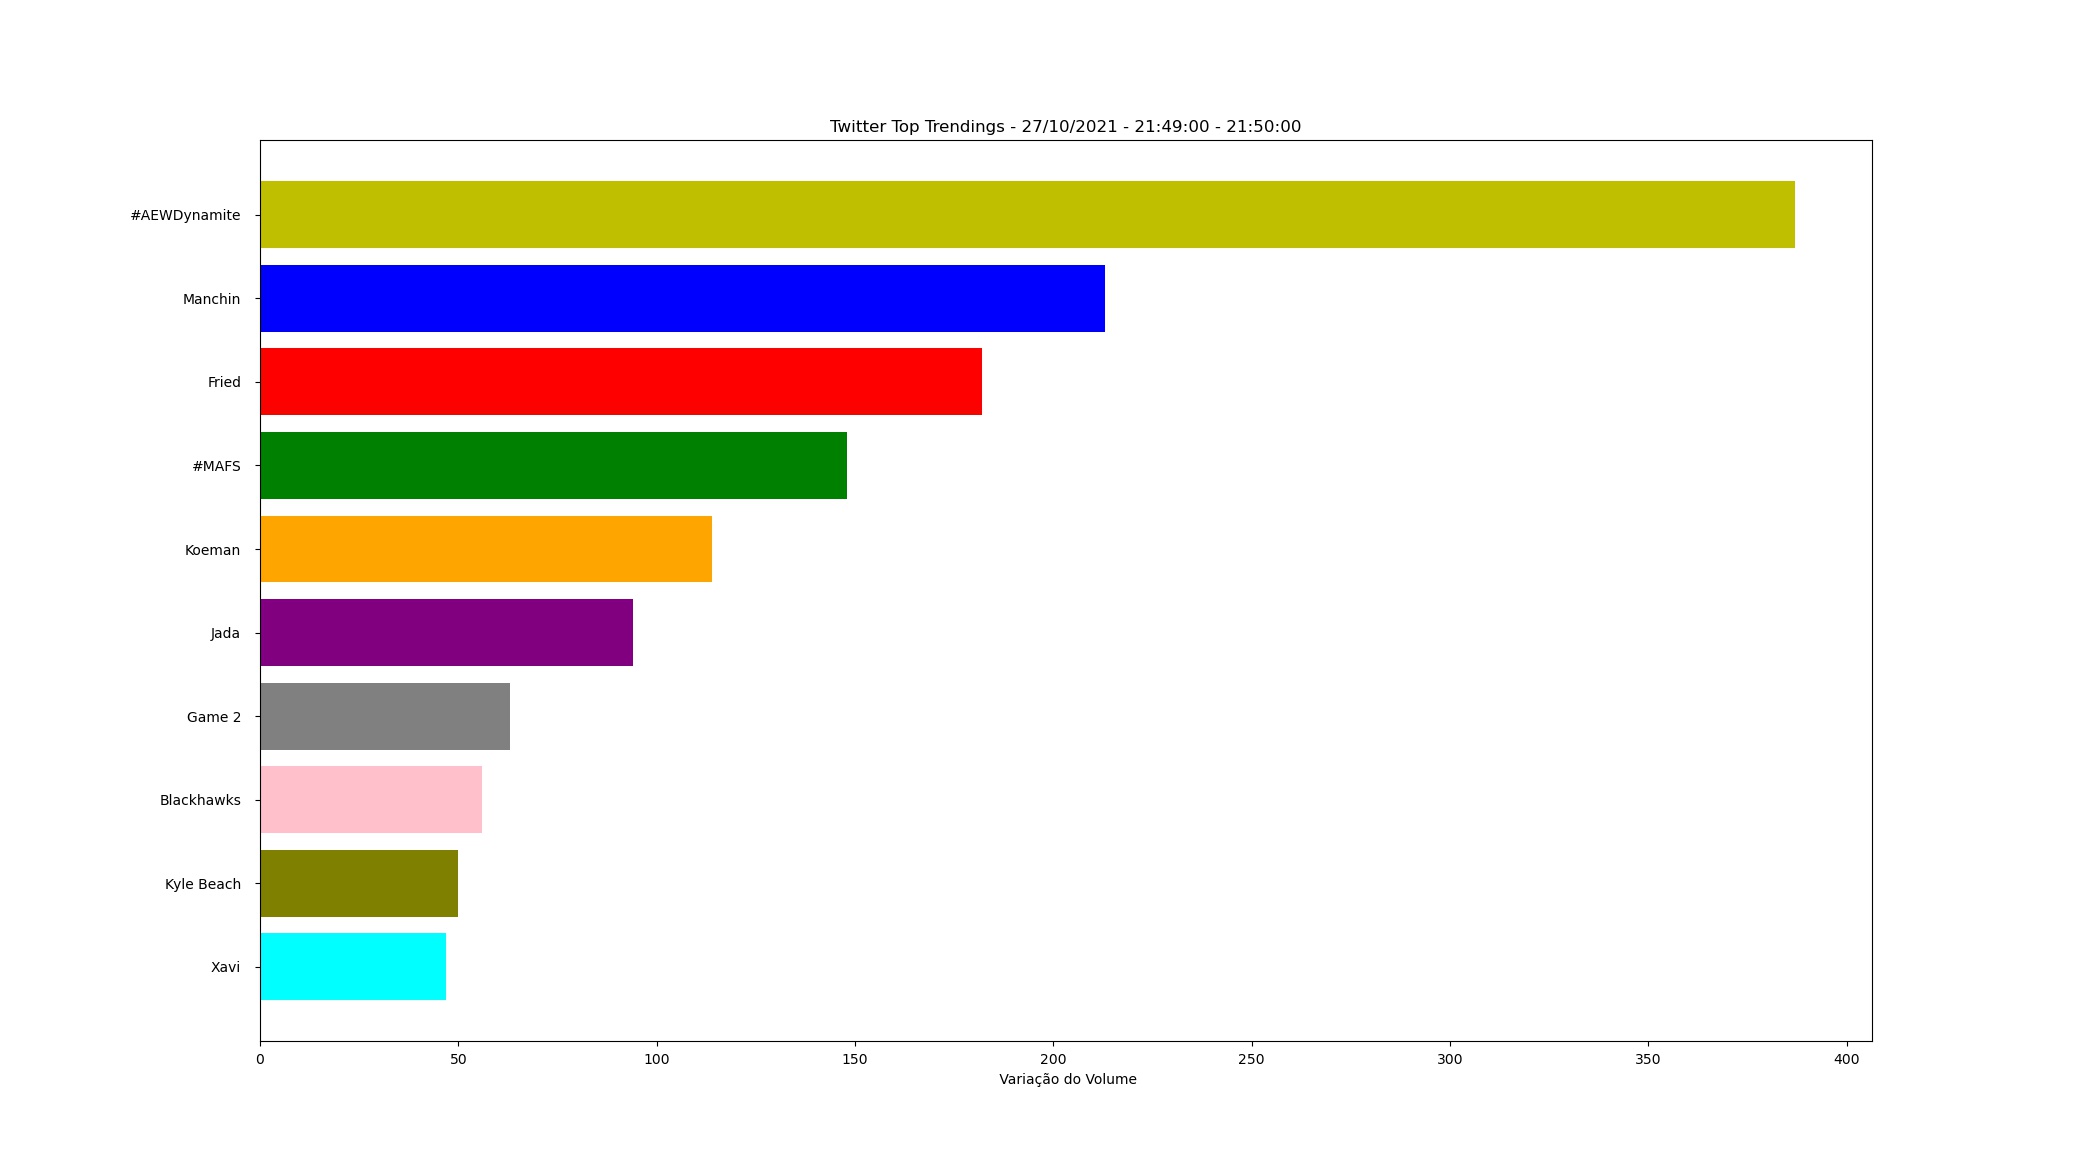 Twitter Top Trendings - 27/10/2021 - 21:49:00 - 21:50:00
#AEWDynamite
Manchin
Fried
#MAFS
Koeman
Jada
Game 2
Blackhawks
Kyle Beach
Xavi
0 50 100 150 200 250 300 350 400
Variação do Volume